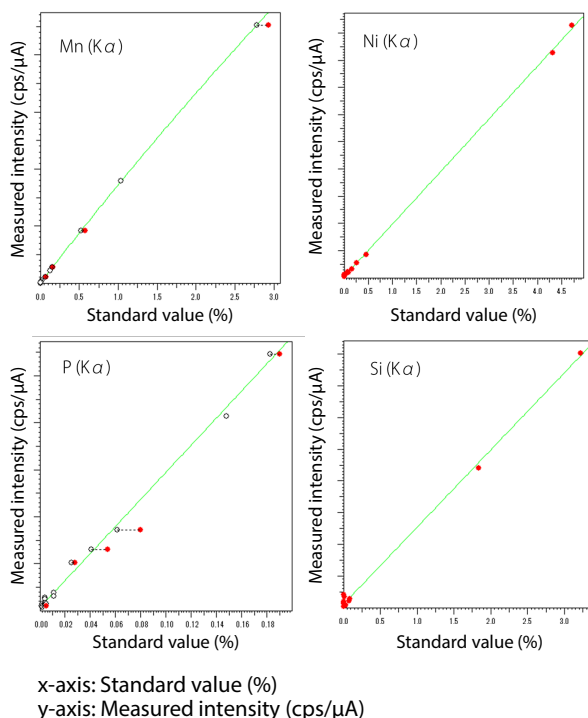 Mn (Kα)
Measured intensity (cps/μA)
0.0 0.5 1.0 1.5 2.0 2.5 3.0
Standard value (%)
Ni (Kα)
Measured intensity (cps/μA)
0.0 0.5 1.0 1.5 2.0 2.5 3.0 3.5 4.5
Standard value (%)
P (Kα)
Measured intensity (cps/μA)
0.00 0.02 0.04 0.06 0.08 0.10 0.12 0.14 0.16 0.18
Standard value (%)
Si (Kα)
Measured intensity (cps/μA)
0.0 0.5 1.0 1.5 2.0 2.5 3.0
Standard value (%)
x-axis: Standard value (%)
y-axis: Measured intensity (cps/μA)